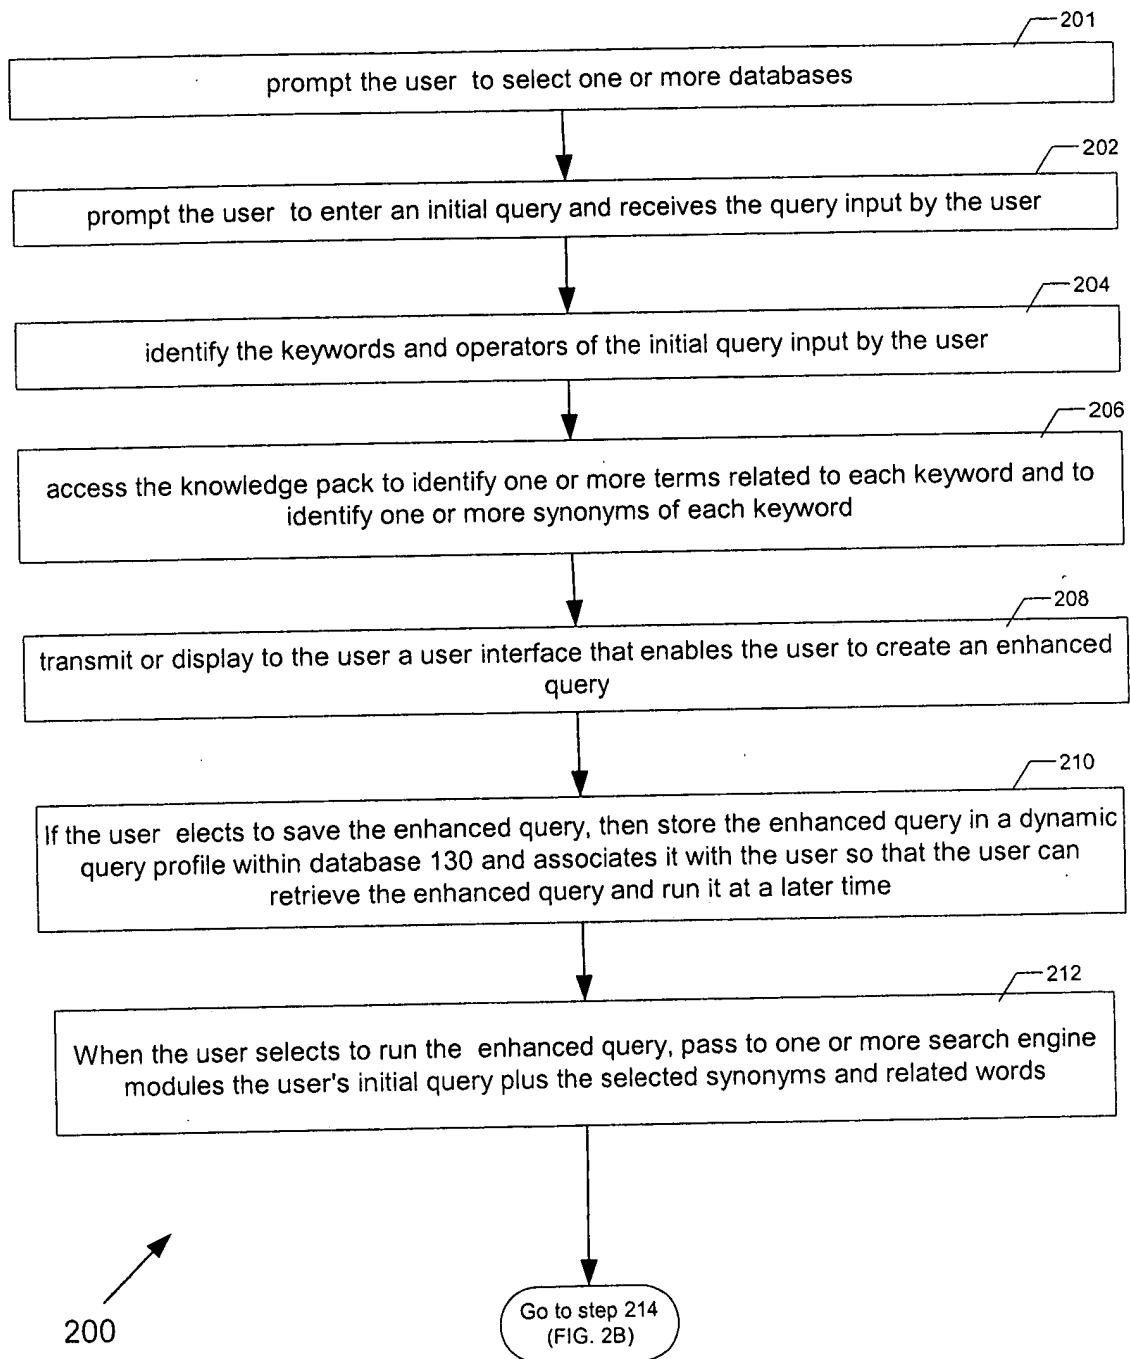 201
prompt the user to select one or more databases
202
prompt the user to enter an initial query and receives the query input by the user
204
identify the keywords and operators of the initial query input by the user
206
access the knowledge pack to identify one or more terms related to each keyword and to
identify one or more synonyms of each keyword
208
transmit or display to the user a user interface that enables the user to create an enhanced
query
210
If the user elects to save the enhanced query, then store the enhanced query in a dynamic
query profile within database 130 and associates it with the user so that the user can
retrieve the enhanced query and run it at a later time
212
When the user selects to run the enhanced query, pass to one or more search engine
modules the user's initial query plus the selected synonyms and related words
200
Go to step 214
(FIG. 2B)